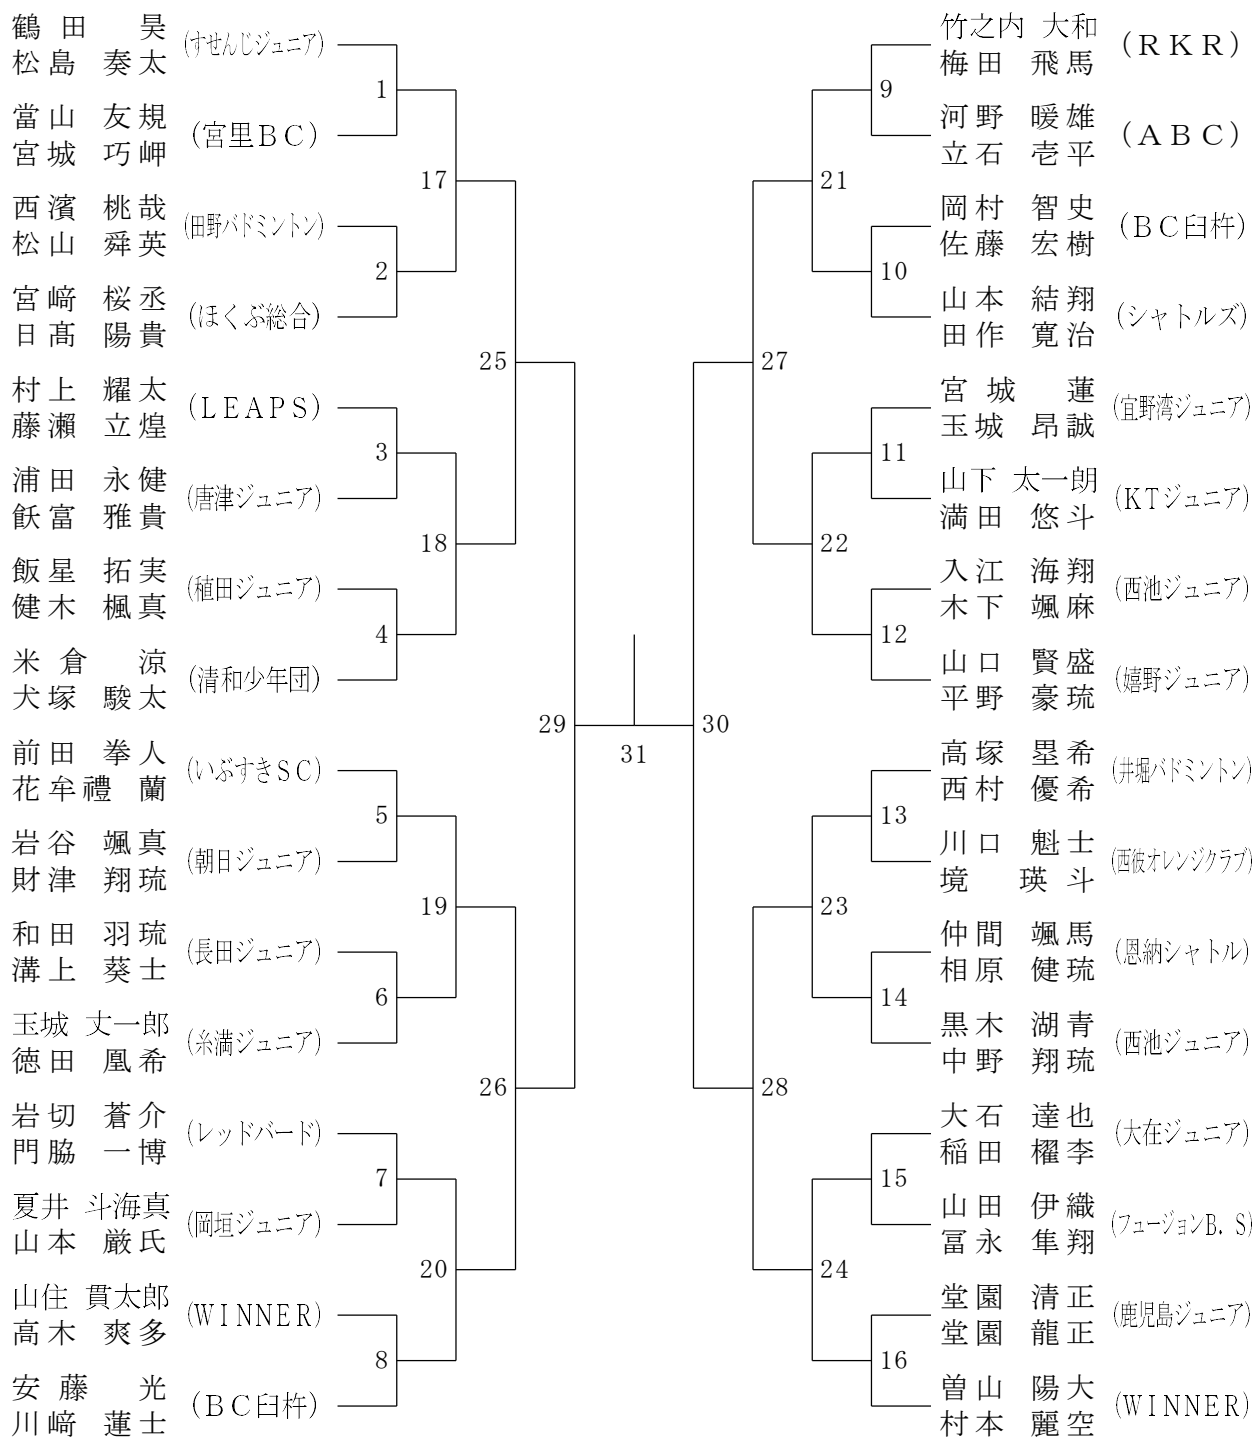 鶴田 昊
松島 奏太
(すせんじジュニア)
1
當山 友規
宮城 巧岬
(宮里BC)
17
西濱 桃哉
松山 舜英
(田野バドミントン)
2
宮﨑 桜丞
日髙 陽貴
(ほくぶ総合)
25
村上 耀太
藤瀬 立煌
(LEAPS)
3
浦田 永健
飫冨 雅貴
(唐津ジュニア)
18
飯星 拓実
健木 楓真
(稙田ジュニア)
4
米倉 涼
犬塚 駿太
(清和少年団)
29
前田 拳人
花牟禮 蘭
(いぶすきSC)
5
岩谷 颯真
財津 翔琉
(朝日ジュニア)
19
和田 羽琉
溝上 葵士
(長田ジュニア)
6
玉城 丈一郎
徳田 凰希
(糸満ジュニア)
26
岩切 蒼介
門脇 一博
(レッドバード)
7
夏井 斗海真
山本 厳氏
(岡垣ジュニア)
20
山住 貫太郎
高木 爽多
(WINNER)
8
安藤 光
川﨑 蓮士
(BC臼杵)
31
竹之内 大和
梅田 飛馬
(RKR)
9
河野 暖雄
立石 壱平
(ABC)
21
岡村 智史
佐藤 宏樹
(BC臼杵)
10
山本 結翔
田作 寛治
(シャトルズ)
27
宮城 蓮
玉城 昂誠
(宜野湾ジュニア)
11
山下 太一朗
満田 悠斗
(KTジュニア)
22
入江 海翔
木下 颯麻
(西池ジュニア)
12
山口 賢盛
平野 豪琉
(嬉野ジュニア)
30
高塚 塁希
西村 優希
(井堀バドミントン)
13
川口 魁士
境 瑛斗
(西彼オレンジクラブ)
23
仲間 颯馬
相原 健琉
(恩納シャトル)
14
黒木 湖青
中野 翔琉
(西池ジュニア)
28
大石 達也
稲田 櫂李
(大在ジュニア)
15
山田 伊織
冨永 隼翔
(フュージョンB.S)
24
堂園 清正
堂園 龍正
(鹿児島ジュニア)
16
曽山 陽大
村本 麗空
(WINNER)